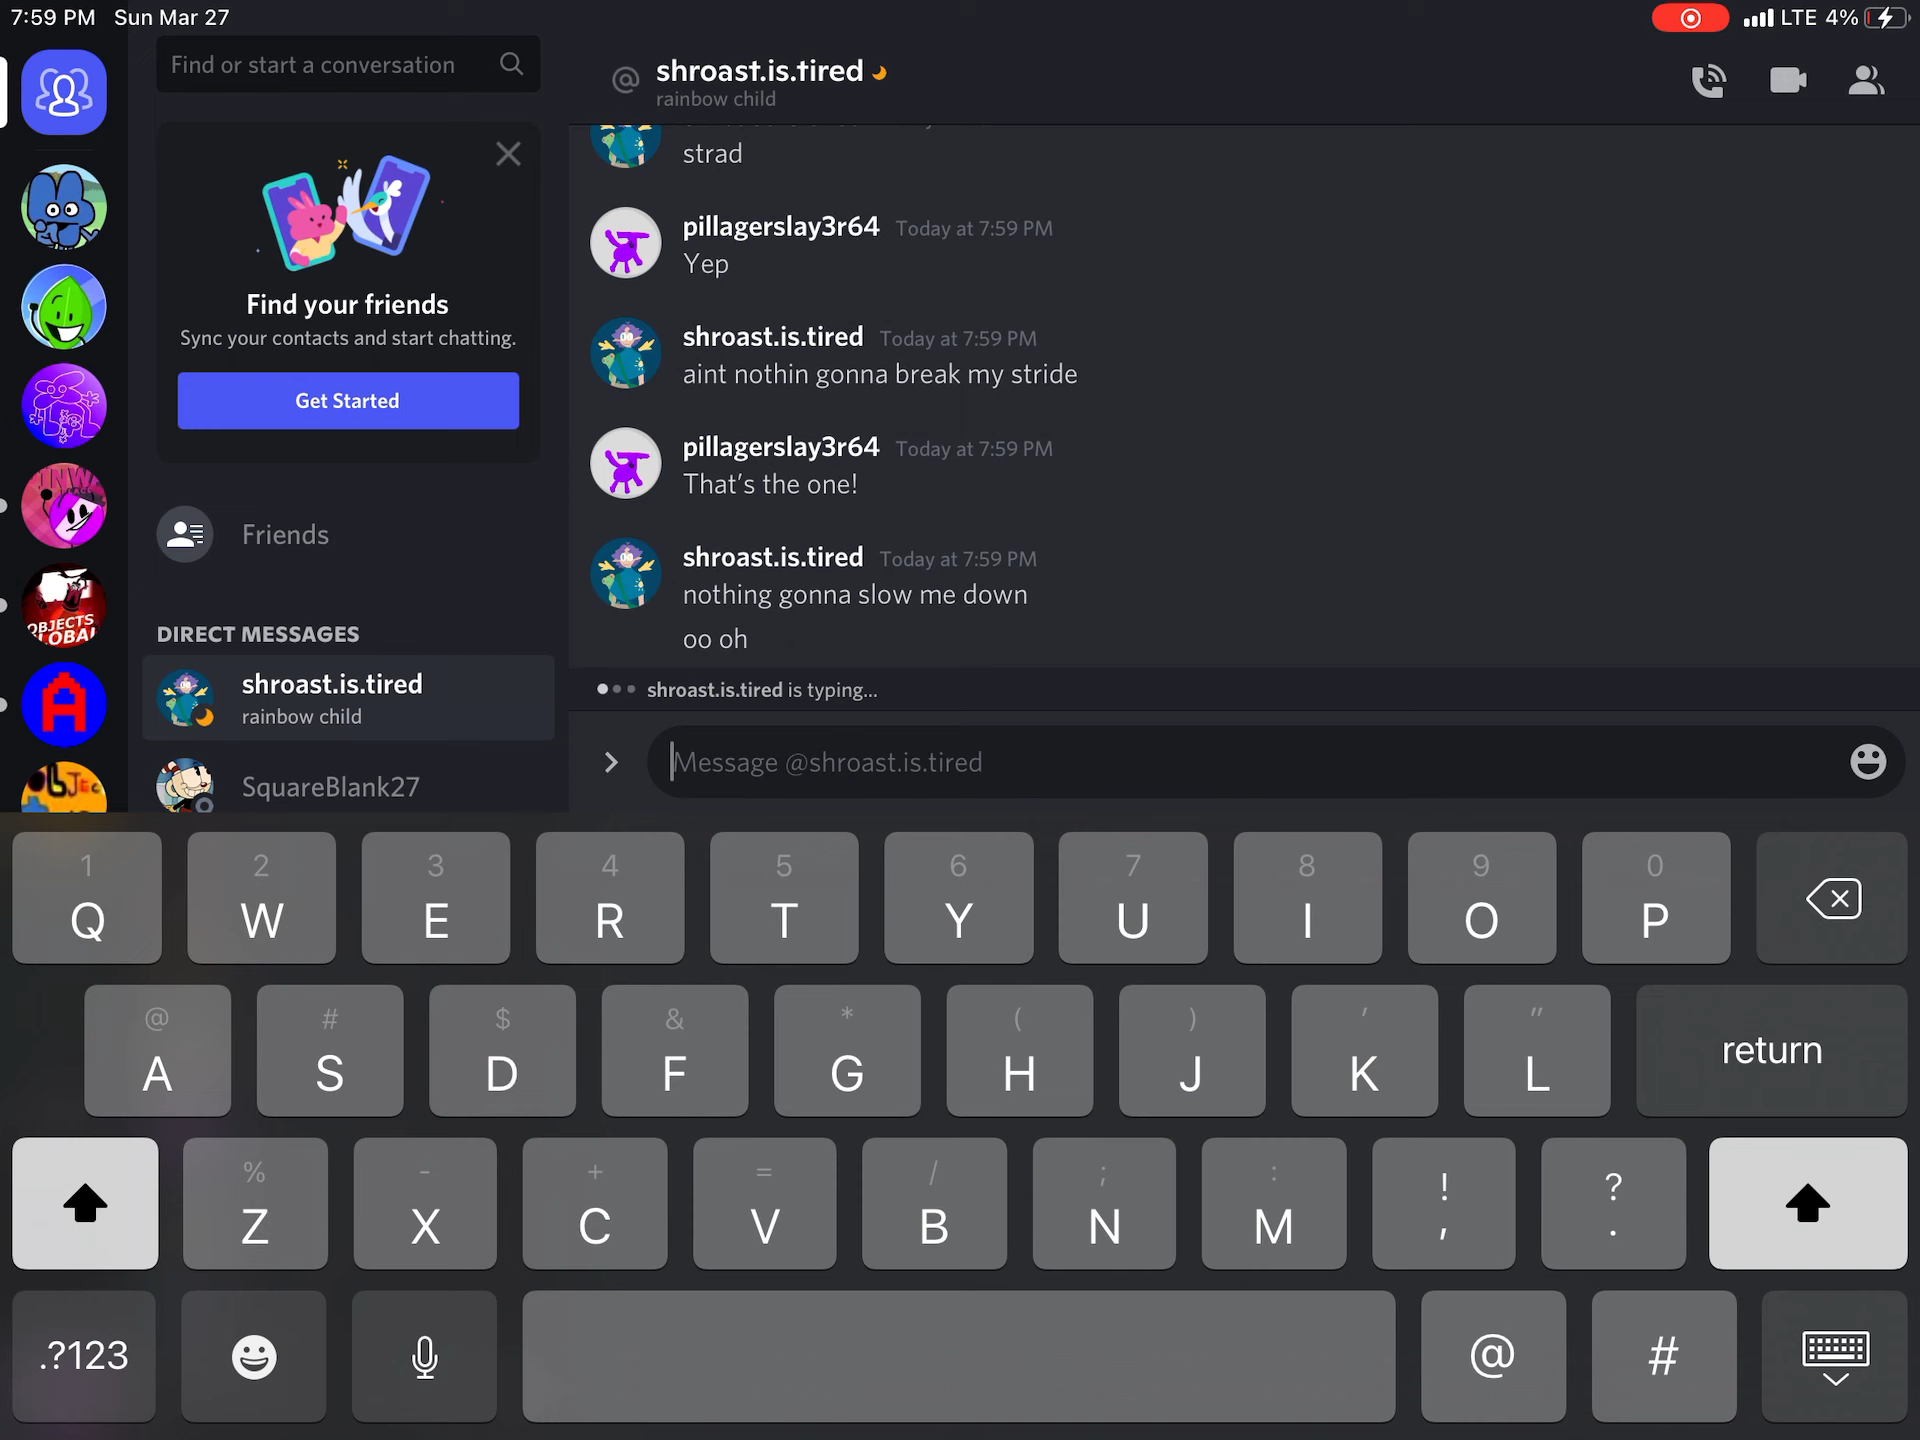 7:59 PM Sun Mar 27
LTE 4%
Find or start a conversation
Find your friends
Sync your contacts and start chatting.
Get Started
Friends
DIRECT MESSAGES
shroast.is.tired
rainbow child
SquareBlank27
OBJECTS
A
@ shroast.is.tired
rainbow child
strad
pillagerslay3r64 Today at 7:59 PM
Yep
shroast.is.tired Today at 7:59 PM
aint nothin gonna break my stride
pillagerslay3r64 Today at 7:59 PM
That's the one!
shroast.is.tired Today at 7:59 PM
nothing gonna slow me down
oo oh
shroast.is.tired is typing...
Message @shroast.is.tired
1 2 3 4 5 6 7 8 9 0
Q W E R T Y U I O P
@ # $ & * ( ) ' "
A S D F G H J K L return
% - + = / ; : ! ?
Z X C V B N M , .
.?123 @ #